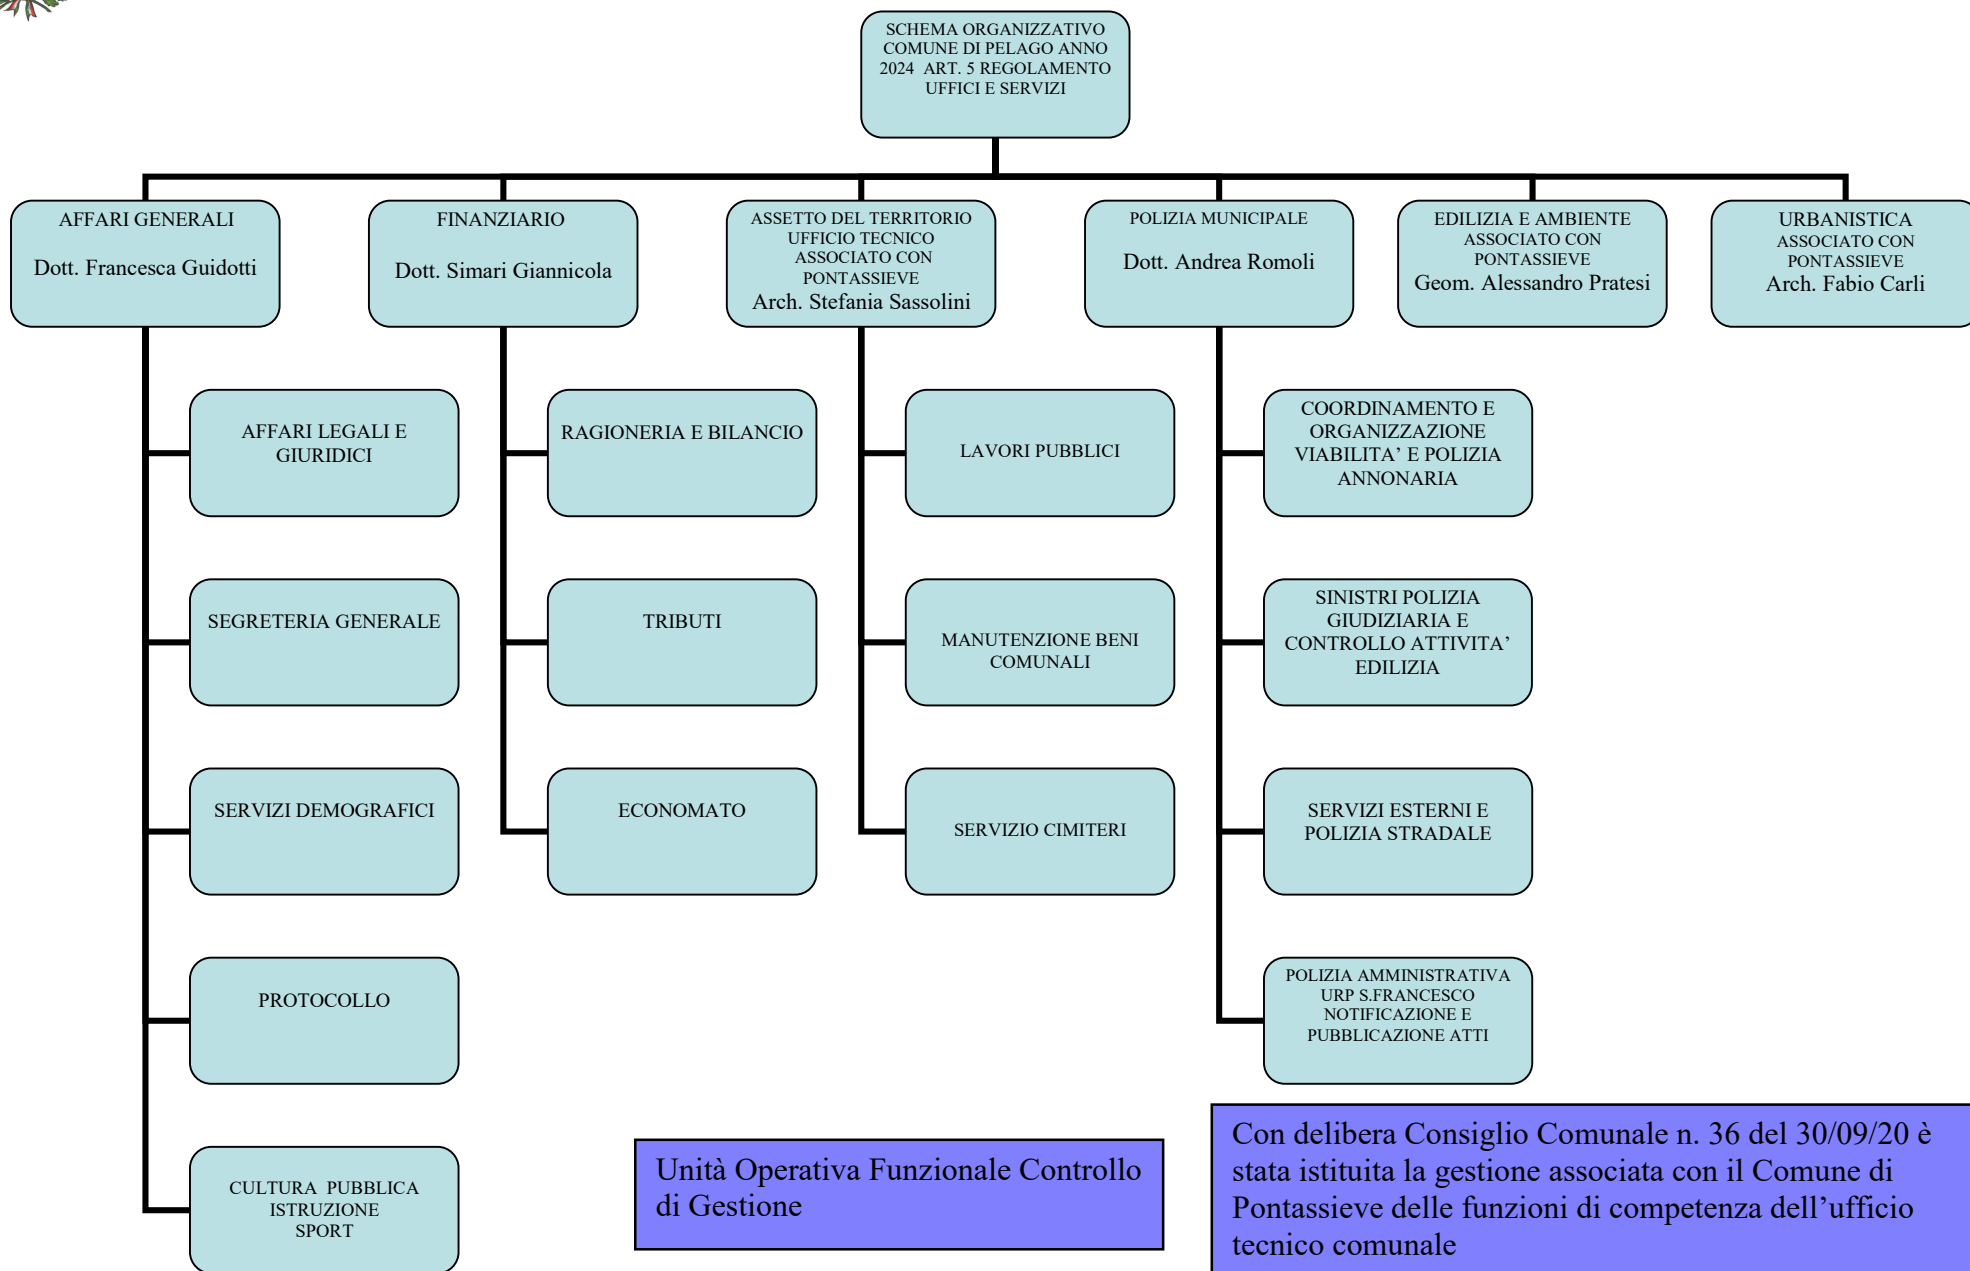 SCHEMA ORGANIZZATIVO
COMUNE DI PELAGO ANNO
2024 ART. 5 REGOLAMENTO
UFFICI E SERVIZI
AFFARI GENERALI
Dott. Francesca Guidotti
FINANZIARIO
Dott. Simari Giannicola
ASSETTO DEL TERRITORIO
UFFICIO TECNICO
ASSOCIATO CON
PONTASSIEVE
Arch. Stefania Sassolini
POLIZIA MUNICIPALE
Dott. Andrea Romoli
EDILIZIA E AMBIENTE
ASSOCIATO CON
PONTASSIEVE
Geom. Alessandro Pratesi
URBANISTICA
ASSOCIATO CON
PONTASSIEVE
Arch. Fabio Carli
AFFARI LEGALI E
GIURIDICI
RAGIONERIA E BILANCIO
LAVORI PUBBLICI
COORDINAMENTO E
ORGANIZZAZIONE
VIABILITA’ E POLIZIA
ANNONARIA
SEGRETERIA GENERALE
TRIBUTI
MANUTENZIONE BENI
COMUNALI
SINISTRI POLIZIA
GIUDIZIARIA E
CONTROLLO ATTIVITA’
EDILIZIA
SERVIZI DEMOGRAFICI
ECONOMATO
SERVIZIO CIMITERI
SERVIZI ESTERNI E
POLIZIA STRADALE
PROTOCOLLO
POLIZIA AMMINISTRATIVA
URP S.FRANCESCO
NOTIFICAZIONE E
PUBBLICAZIONE ATTI
CULTURA PUBBLICA
ISTRUZIONE
SPORT
Unità Operativa Funzionale Controllo
di Gestione
Con delibera Consiglio Comunale n. 36 del 30/09/20 è
stata istituita la gestione associata con il Comune di
Pontassieve delle funzioni di competenza dell’ufficio
tecnico comunale